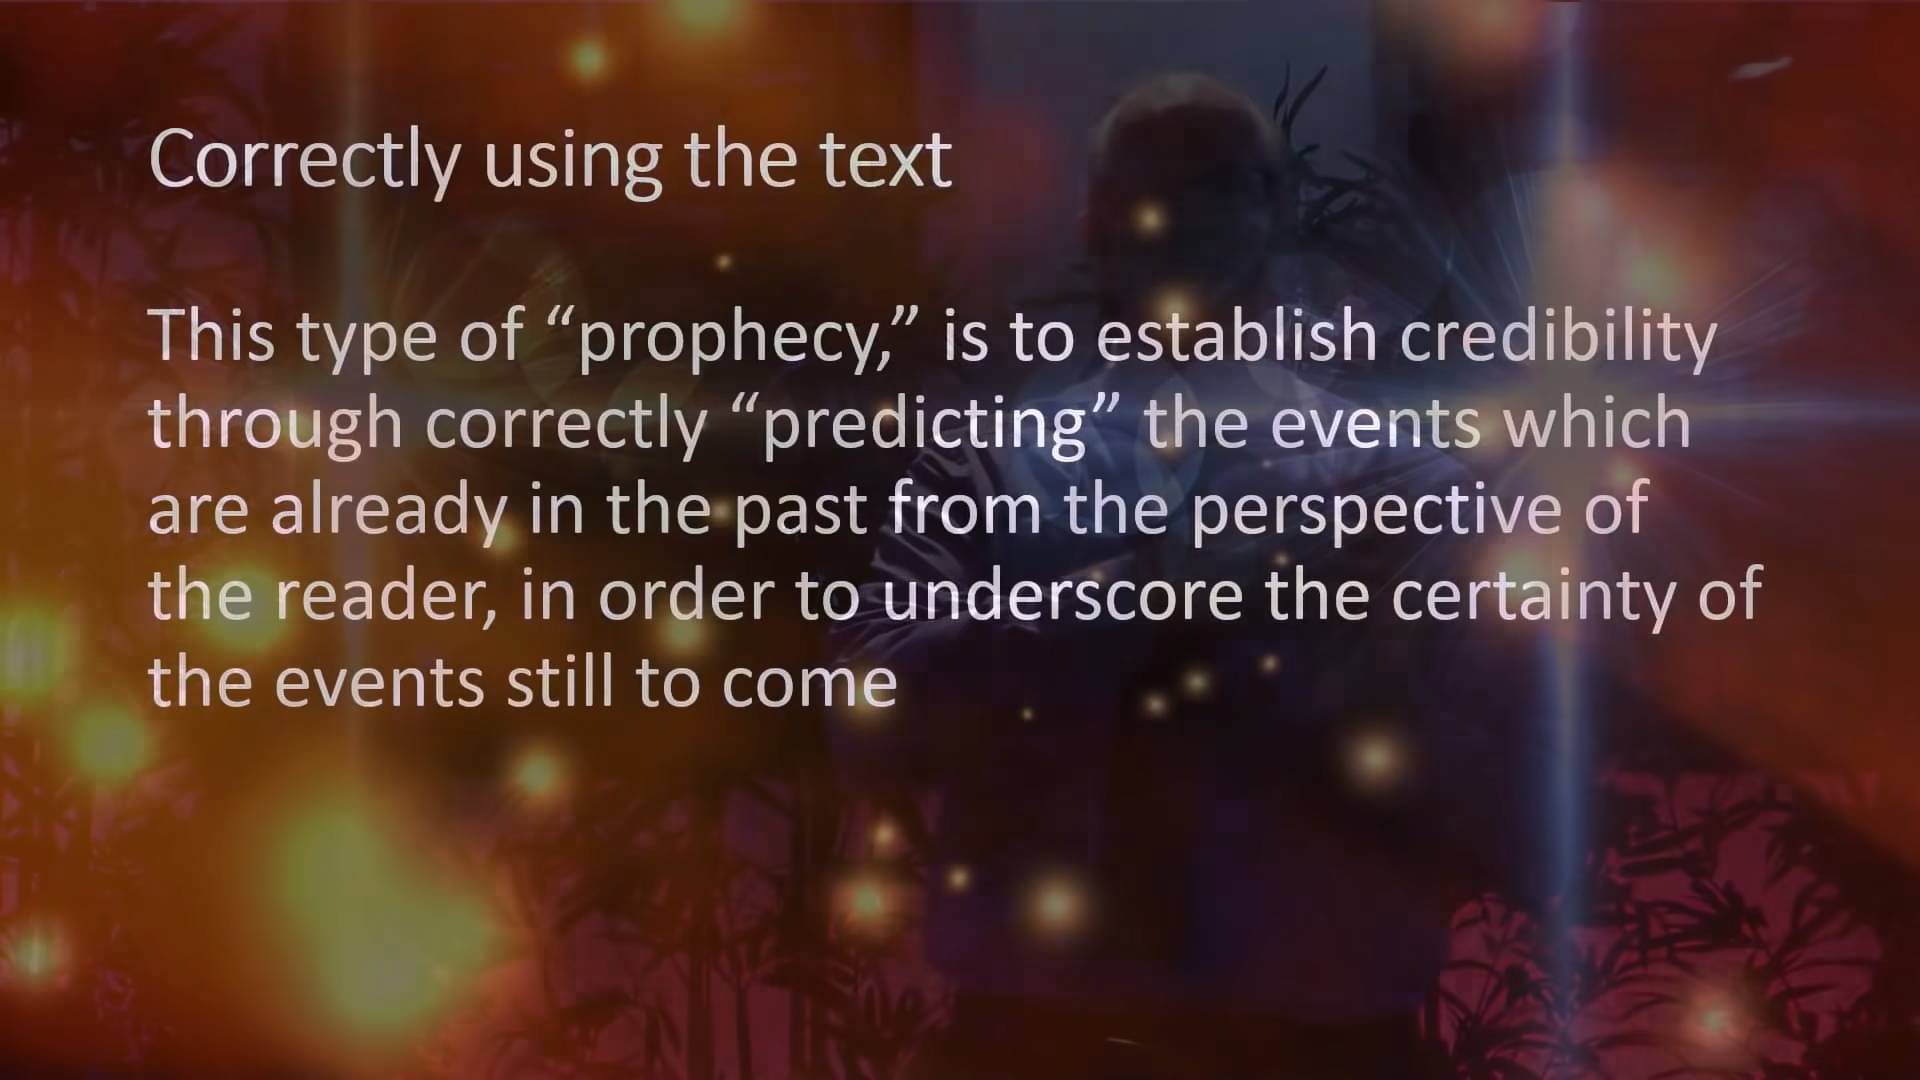 Correctly using the text
This type of “prophecy,” is to establish credibility
through correctly “predicting” the events which
are already in the past from the perspective of
the reader, in order to underscore the certainty of
the events still to come